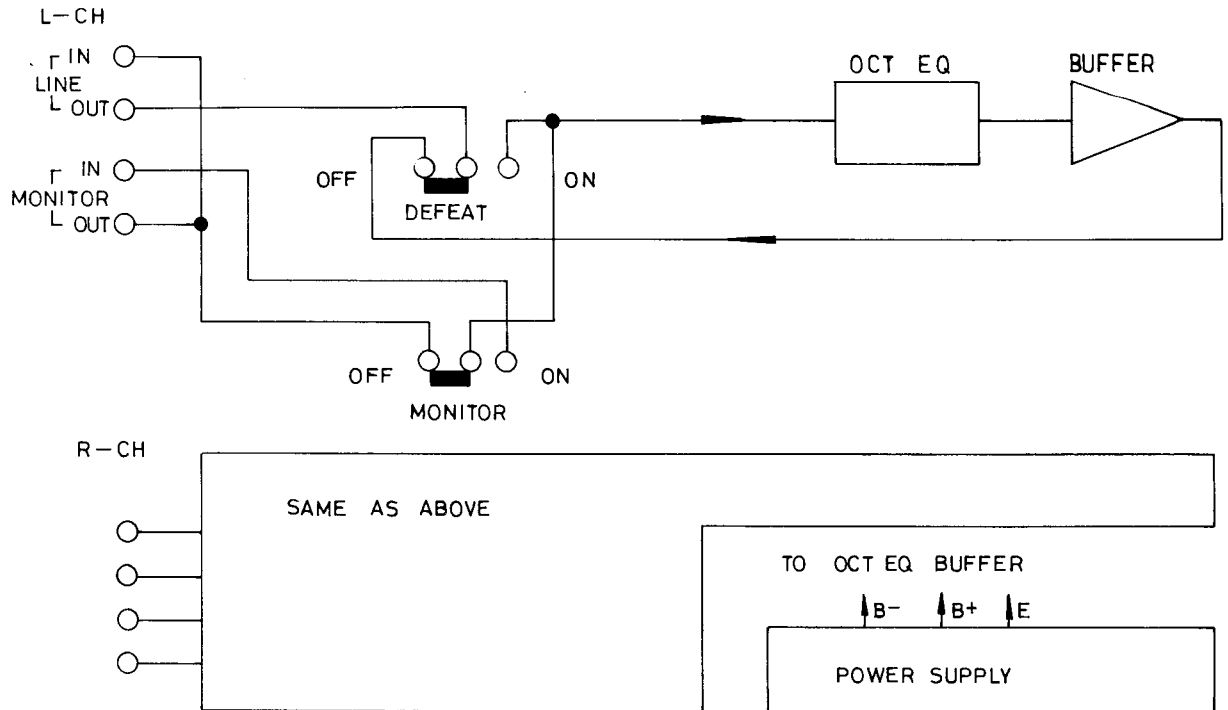 L-CH
IN
LINE
OUT
IN
MONITOR
OUT
OCT EQ
BUFFER
OFF
ON
DEFEAT
OFF
ON
MONITOR
R-CH
SAME AS ABOVE
TO OCT EQ BUFFER
B-
B+
E
POWER SUPPLY